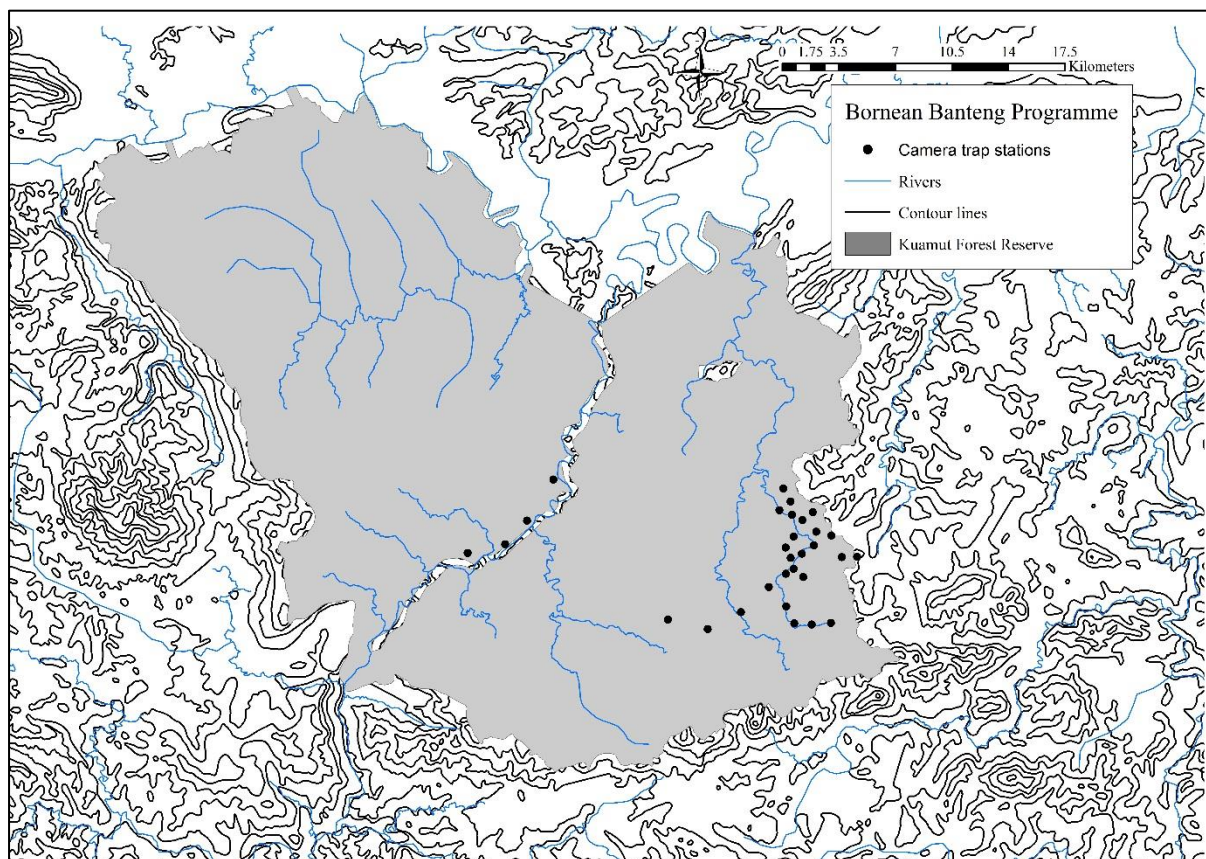 0 1.75 3.5 7 10.5 14 17.5
Kilometers
Bornean Banteng Programme
Camera trap stations
Rivers
Contour lines
Kuamut Forest Reserve